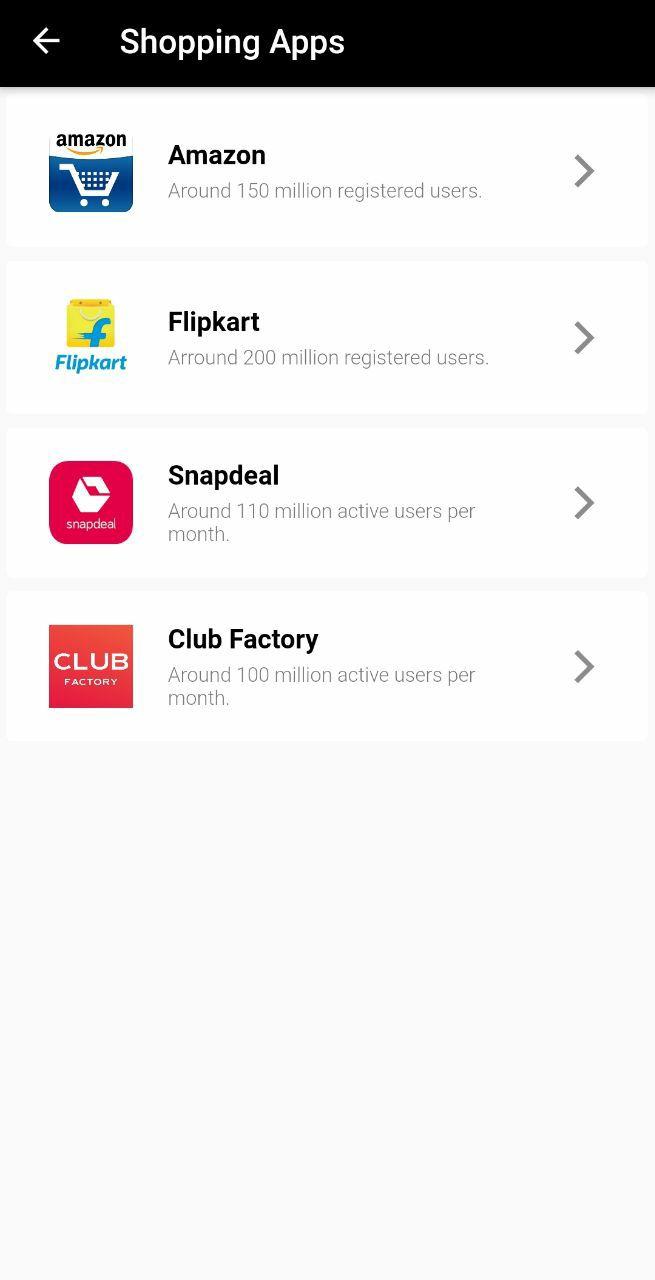 Shopping Apps
amazon
Amazon
Around 150 million registered users.
Flipkart
Flipkart
Arround 200 million registered users.
snapdeal
Snapdeal
Around 110 million active users per
month.
CLUB
FACTORY
Club Factory
Around 100 million active users per
month.